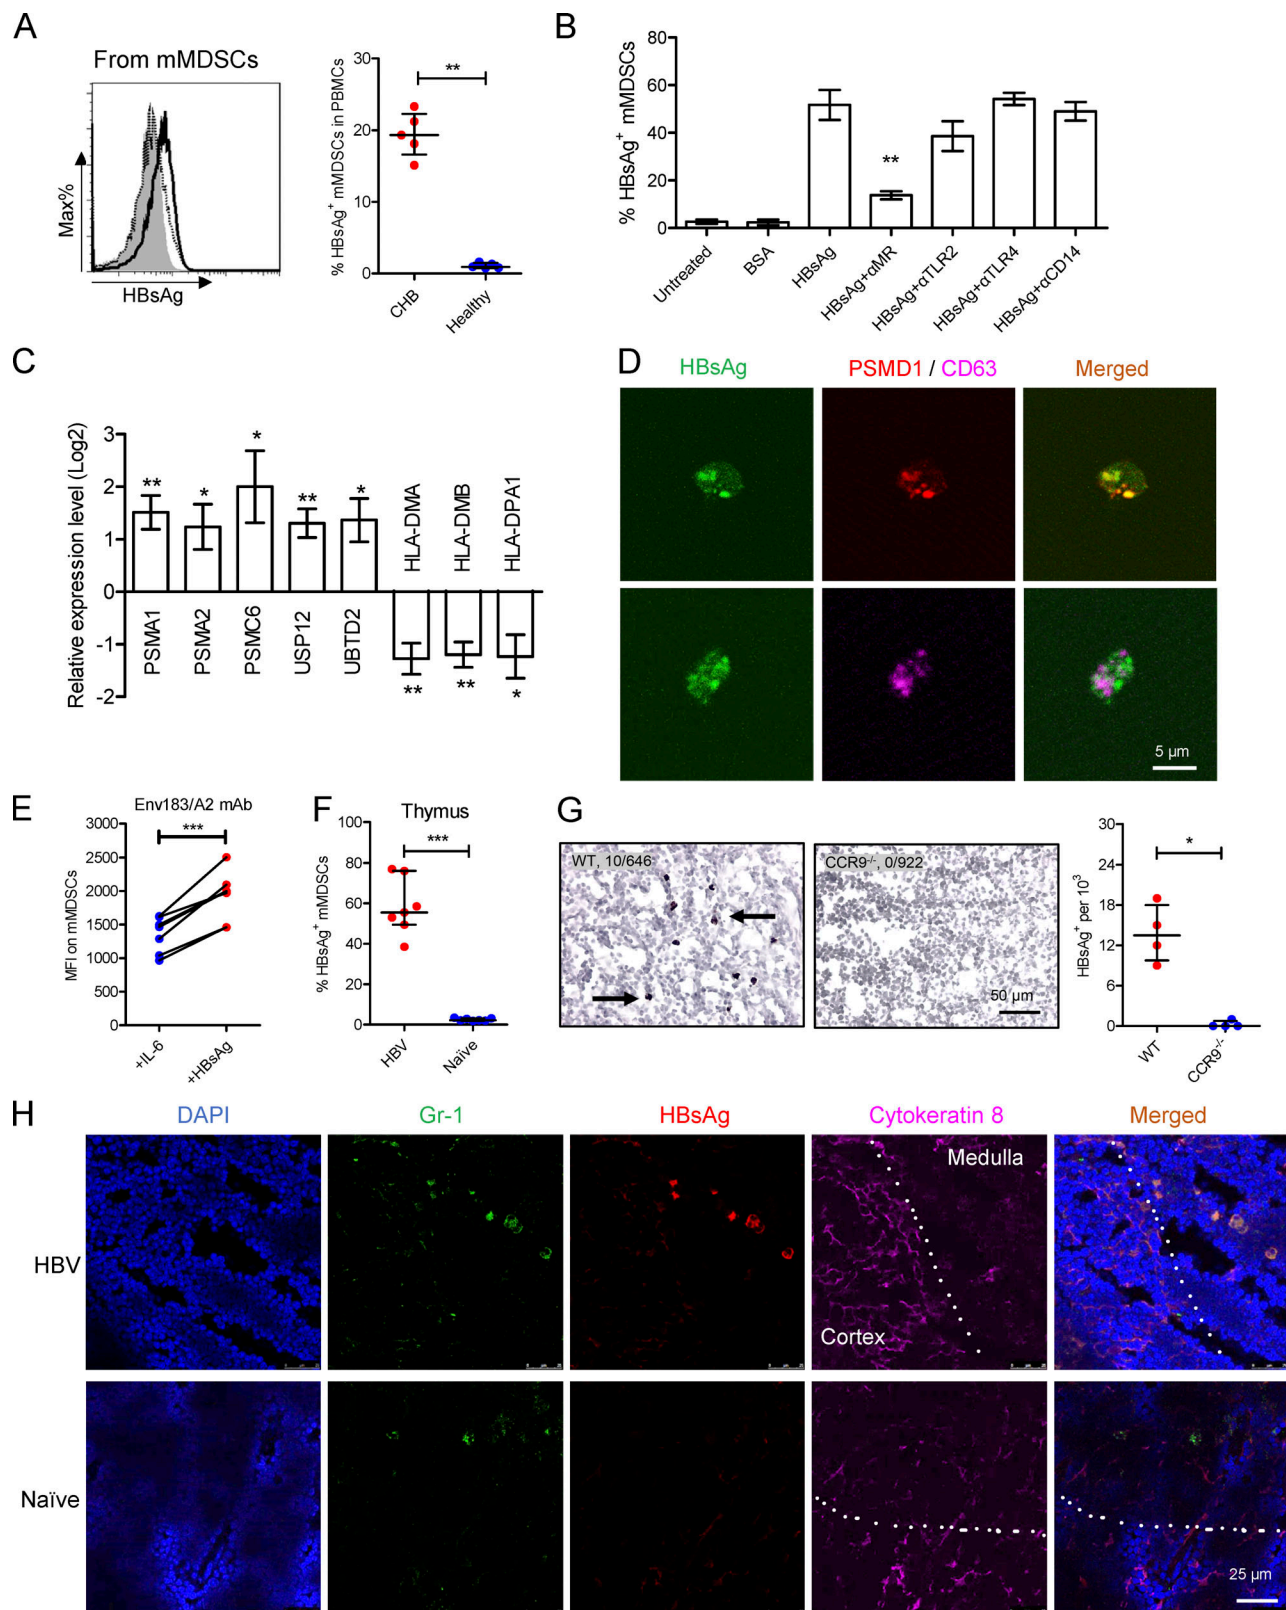 A
From mMDSCs
Max%
HBsAg
% HBsAg⁺ mMDSCs in PBMCs
30
20
10
0
**
CHB
Healthy
B
% HBsAg⁺ mMDSCs
80
60
40
20
0
**
Untreated
BSA
HBsAg
HBsAg+αMR
HBsAg+αTLR2
HBsAg+αTLR4
HBsAg+αCD14
C
Relative expression level (Log2)
3
2
1
0
-1
-2
**
*
*
**
*
PSMA1
PSMA2
PSMC6
USP12
UBTD2
HLA-DMA
HLA-DMB
HLA-DPA1
**
**
*
D
HBsAg
PSMD1 / CD63
Merged
5 µm
E
Env183/A2 mAb
MFI on mMDSCs
3000
2500
2000
1500
1000
500
0
***
+IL-6
+HBsAg
F
Thymus
% HBsAg⁺ mMDSCs
100
80
60
40
20
0
***
HBV
Naïve
G
WT, 10/646
CCR9⁻/⁻, 0/922
50 µm
HBsAg⁺ per 10³
30
24
18
12
6
0
*
WT
CCR9⁻/⁻
H
DAPI
Gr-1
HBsAg
Cytokeratin 8
Merged
HBV
Medulla
Cortex
Naïve
25 µm